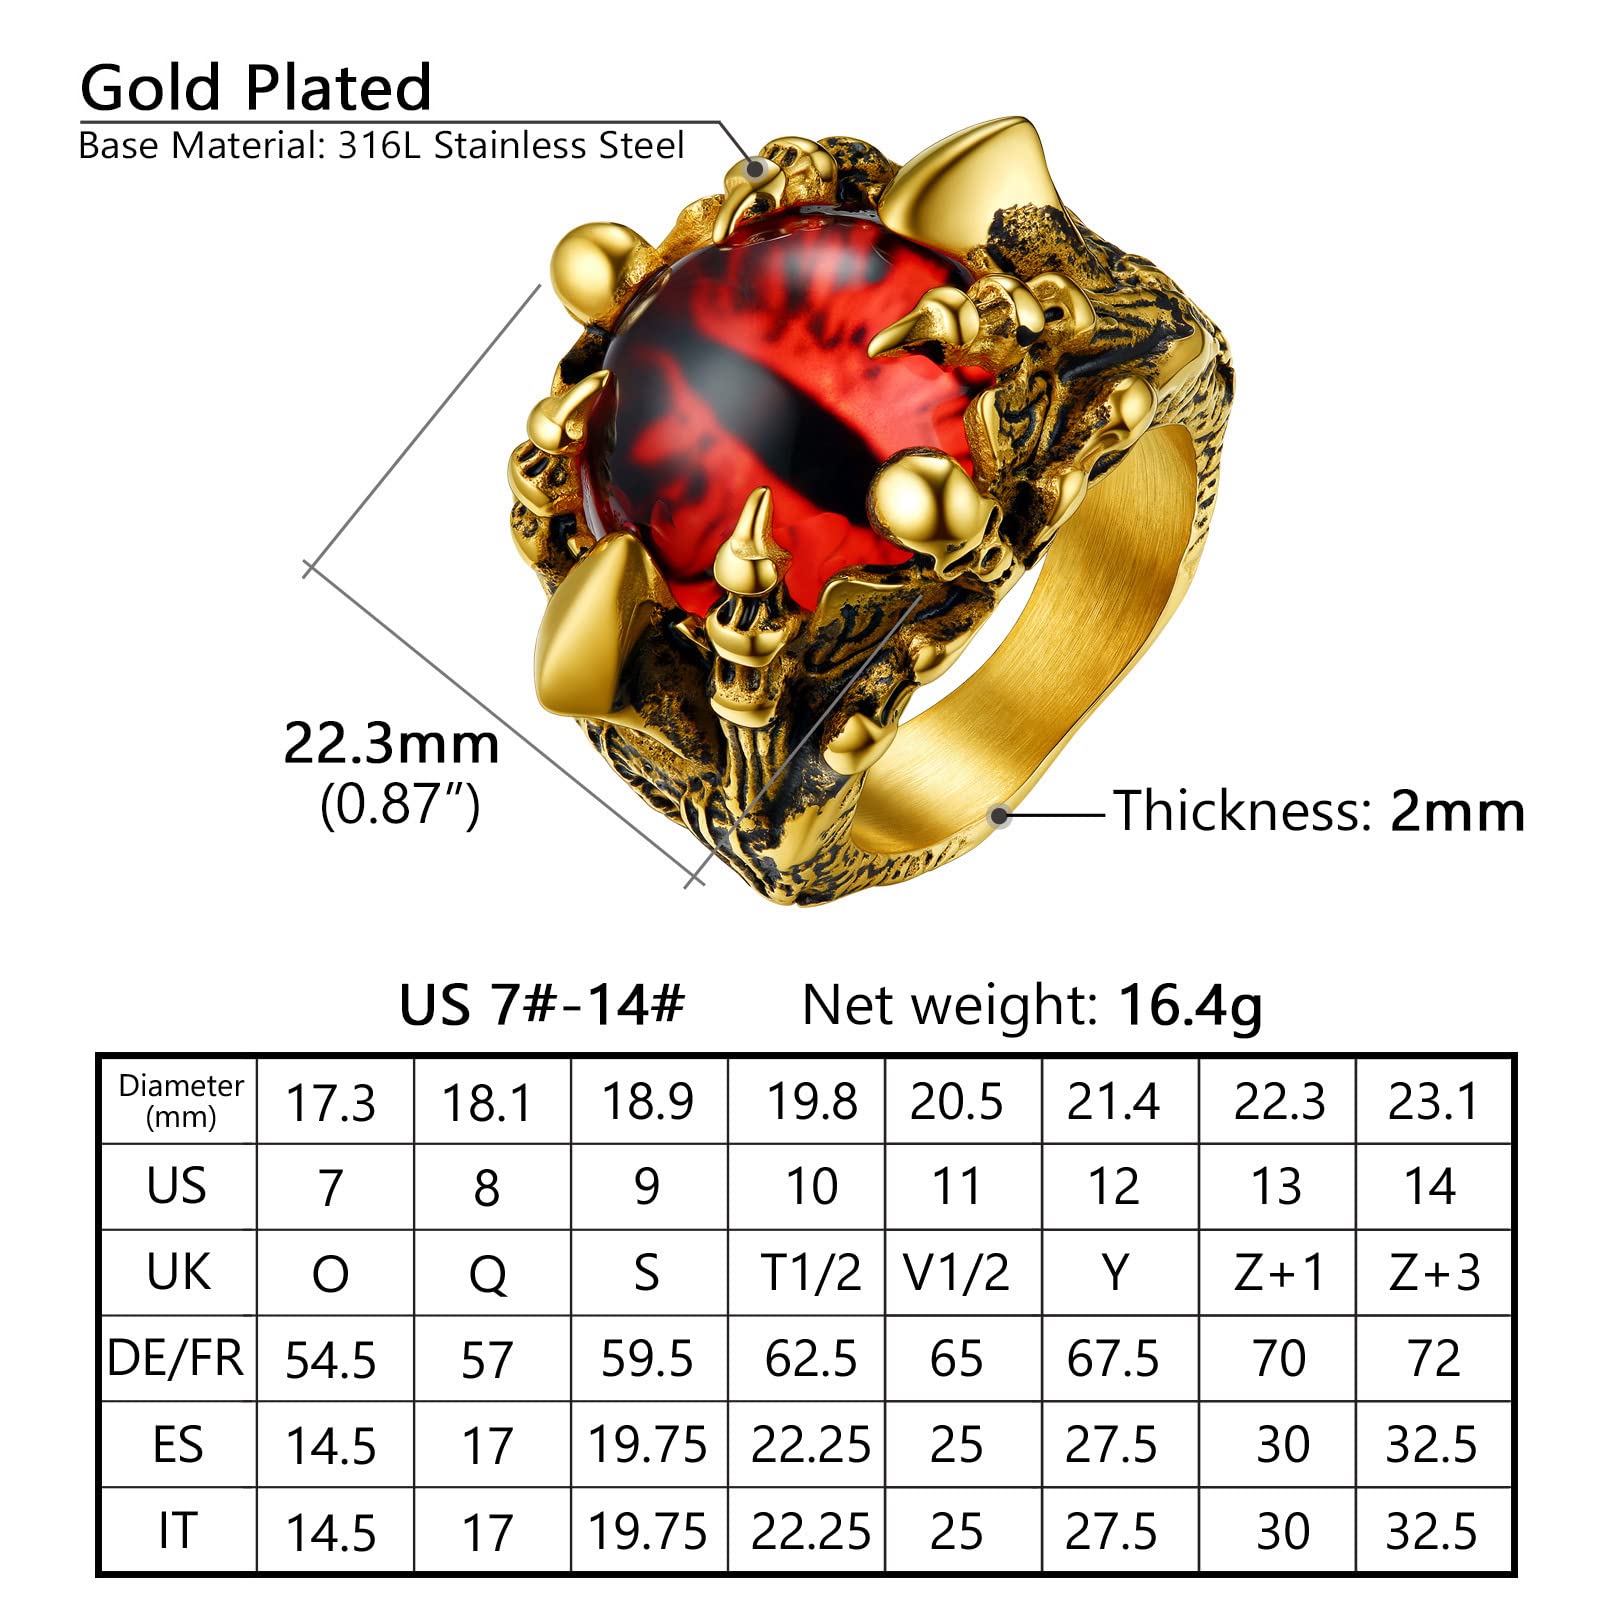 Gold Plated
Base Material: 316L Stainless Steel
22.3mm
(0.87”)
Thickness: 2mm
US 7#-14# Net weight: 16.4g
Diameter (mm) 17.3 18.1 18.9 19.8 20.5 21.4 22.3 23.1
US 7 8 9 10 11 12 13 14
UK O Q S T1/2 V1/2 Y Z+1 Z+3
DE/FR 54.5 57 59.5 62.5 65 67.5 70 72
ES 14.5 17 19.75 22.25 25 27.5 30 32.5
IT 14.5 17 19.75 22.25 25 27.5 30 32.5